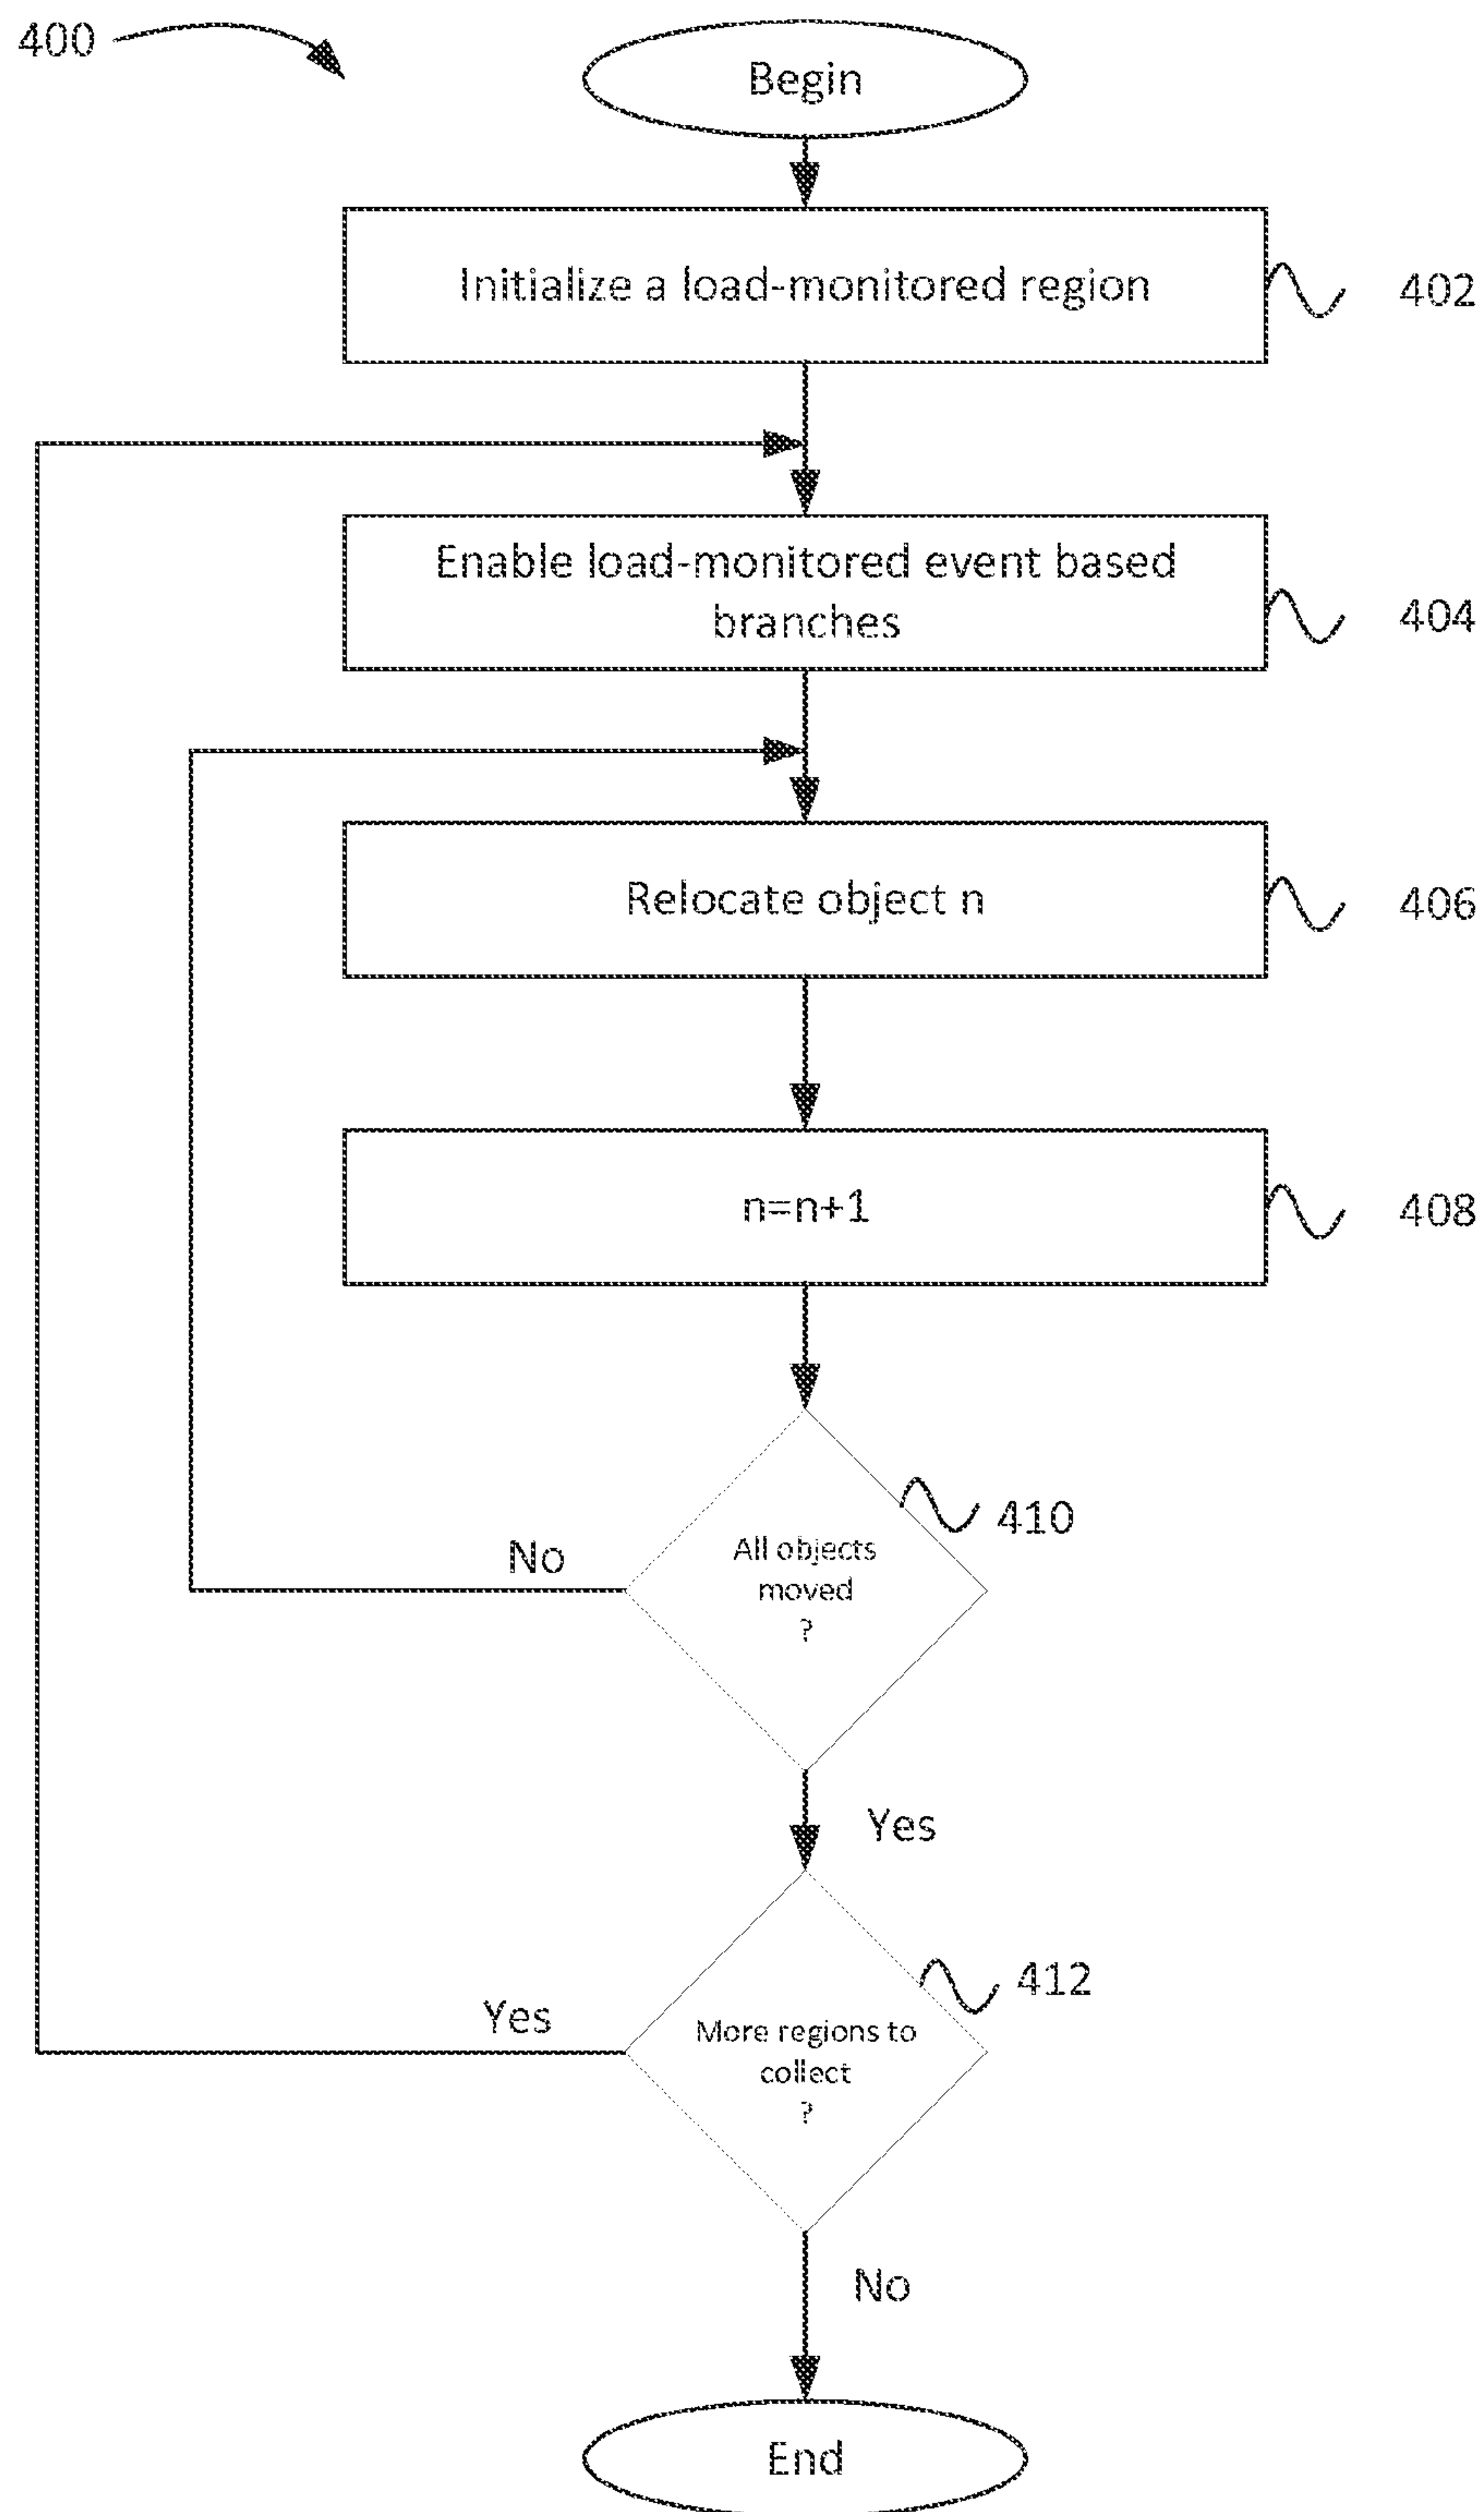 400
Begin
Initialize a load-monitored region
402
Enable load-monitored event based
branches
404
Relocate object n
406
n=n+1
408
410
All objects
moved
?
No
Yes
412
More regions to
collect
?
Yes
No
End